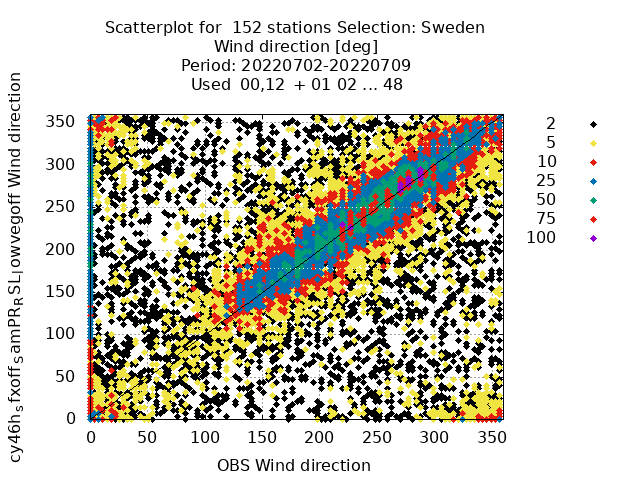 Scatterplot for 152 stations Selection: Sweden
Wind direction [deg]
Period: 20220702-20220709
Used 00,12 + 01 02 ... 48
cy46h_sfxoff_samPR_RSL_lowvegoff Wind direction
350
300
250
200
150
100
50
0
0 50 100 150 200 250 300 350
OBS Wind direction
2
5
10
25
50
75
100